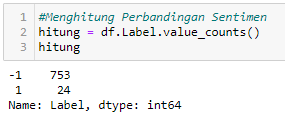 1 #Menghitung Perbandingan Sentimen
2 hitung = df.Label.value_counts()
3 hitung
-1 753
1 24
Name: Label, dtype: int64